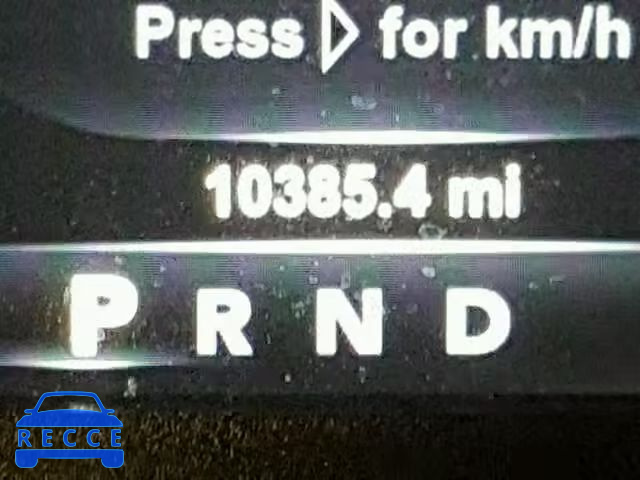 Press ▷ for km/h
10385.4 mi
P R N D
RECCE